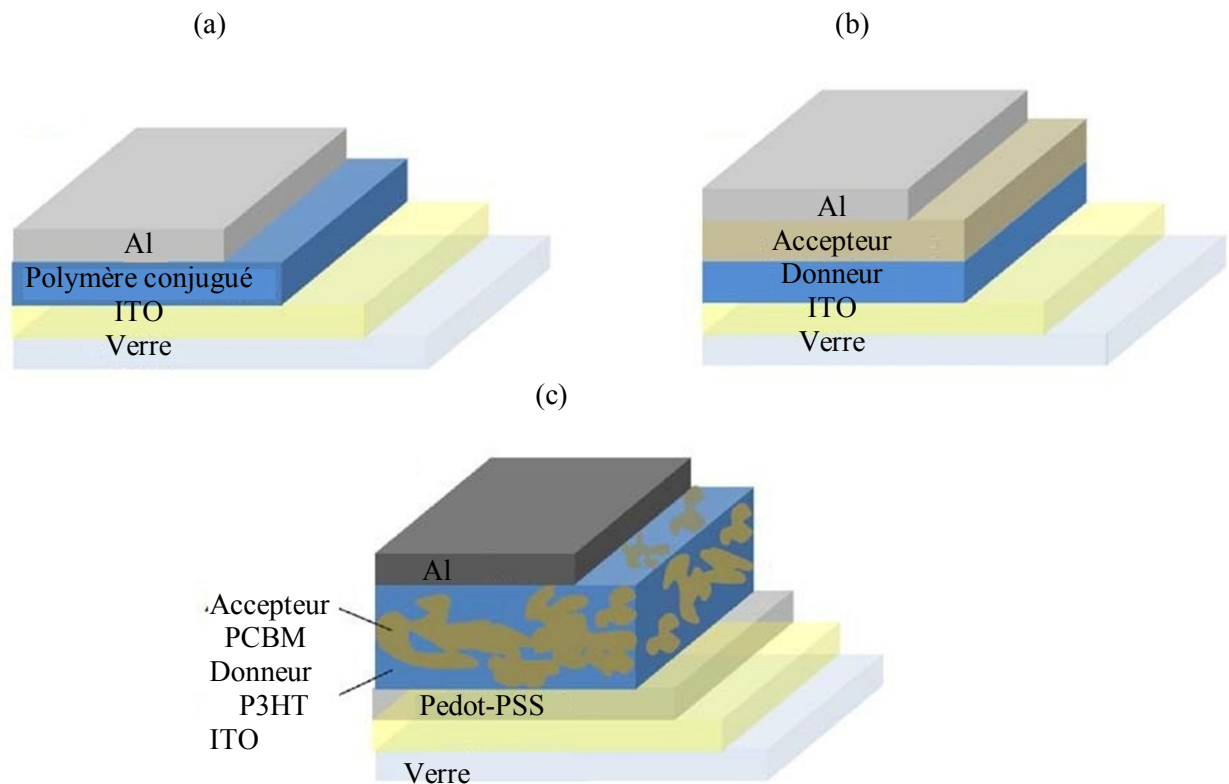 (a)
Al
Polymère conjugué
ITO
Verre
(b)
Al
Accepteur
Donneur
ITO
Verre
(c)
Al
Accepteur
PCBM
Donneur
P3HT
ITO
Pedot-PSS
Verre